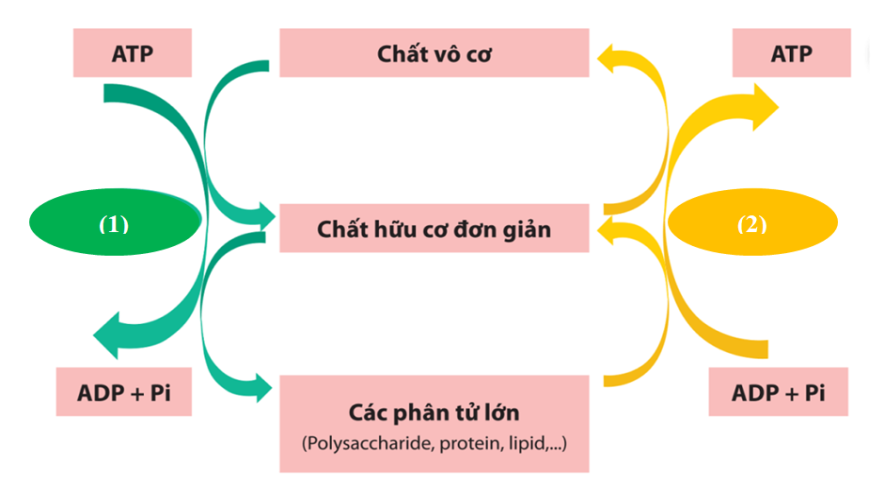 ATP
Chất vô cơ
ATP
(1)
Chất hữu cơ đơn giản
(2)
ADP + Pi
Các phân tử lớn
(Polysaccharide, protein, lipid,...)
ADP + Pi